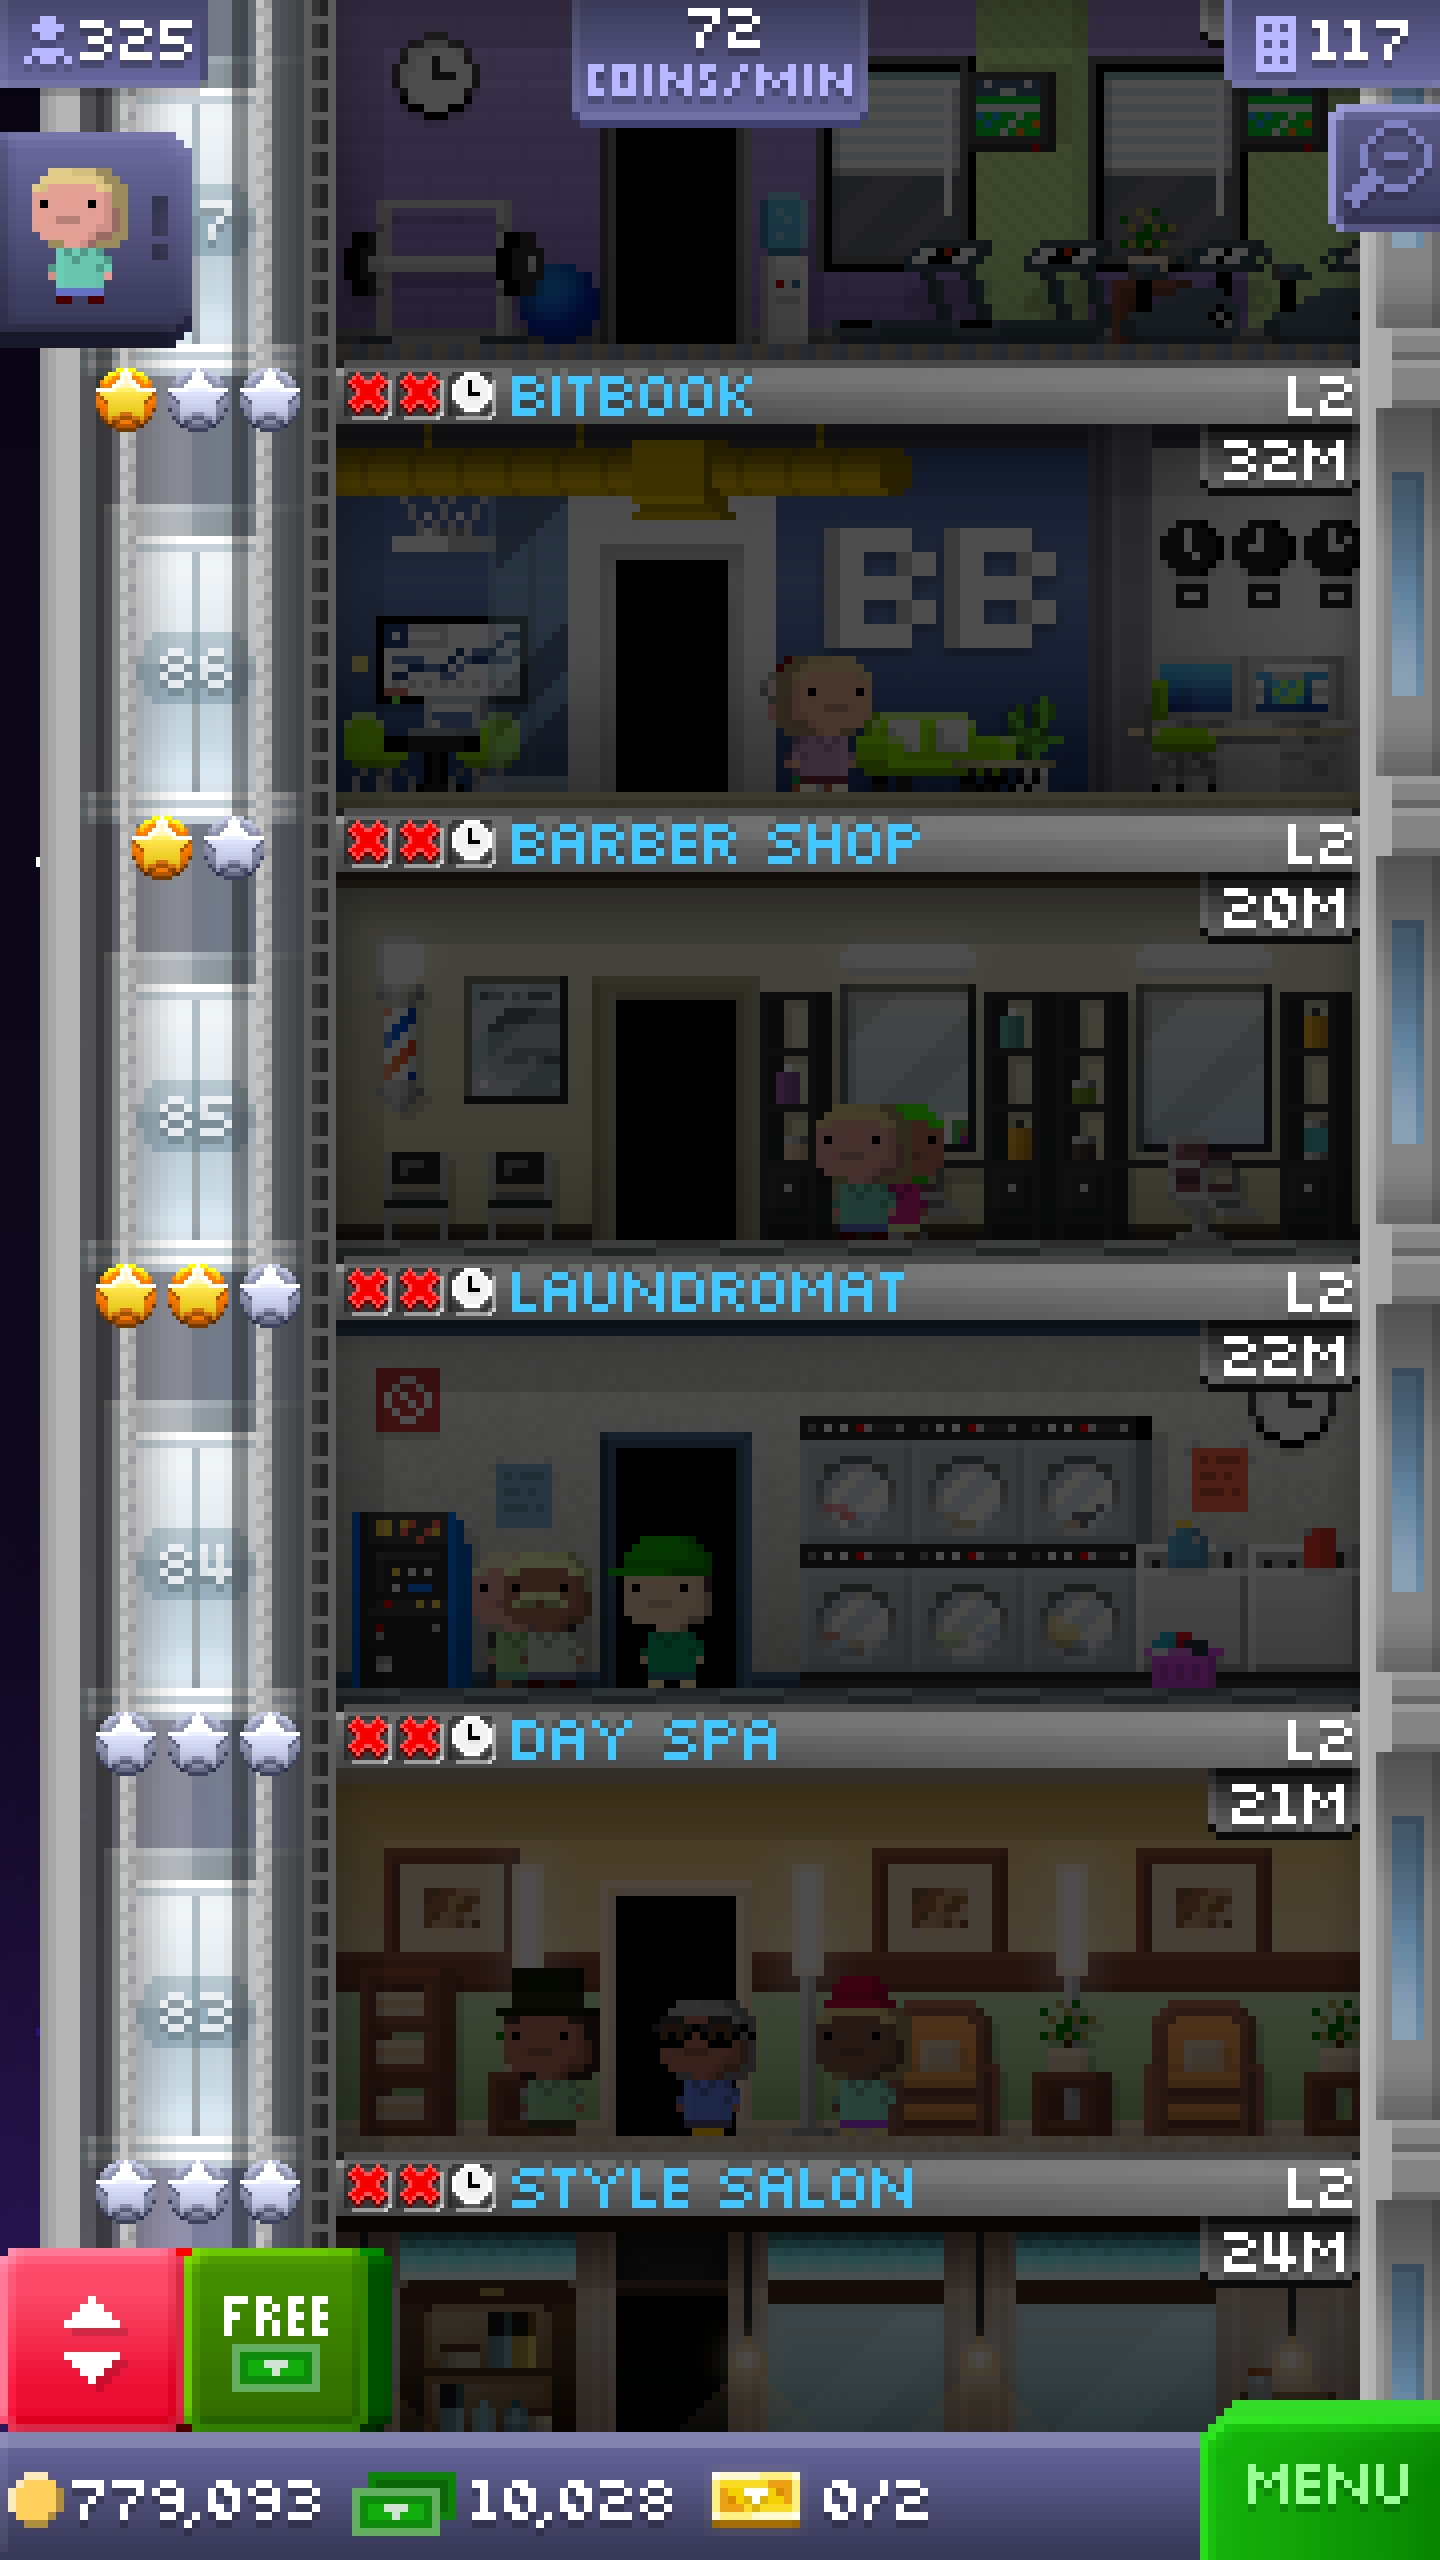 325
72
COINS/MIN
117
7
!
BITBOOK L2
32M
BB
86
BARBER SHOP L2
20M
85
LAUNDROMAT L2
22M
84
DAY SPA L2
21M
83
STYLE SALON L2
24M
FREE
779,093 10,028 0/2 MENU